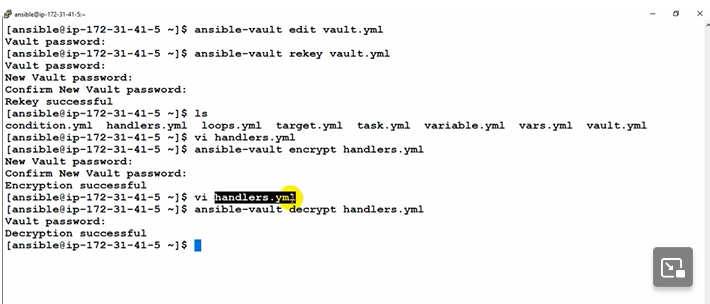 ansible@ip-172-31-41-5:~
[ansible@ip-172-31-41-5 ~]$ ansible-vault edit vault.yml
Vault password:
[ansible@ip-172-31-41-5 ~]$ ansible-vault rekey vault.yml
Vault password:
New Vault password:
Confirm New Vault password:
Rekey successful
[ansible@ip-172-31-41-5 ~]$ ls
condition.yml  handlers.yml  loops.yml  target.yml  task.yml  variable.yml  vars.yml  vault.yml
[ansible@ip-172-31-41-5 ~]$ vi handlers.yml
[ansible@ip-172-31-41-5 ~]$ ansible-vault encrypt handlers.yml
New Vault password:
Confirm New Vault password:
Encryption successful
[ansible@ip-172-31-41-5 ~]$ vi handlers.yml
[ansible@ip-172-31-41-5 ~]$ ansible-vault decrypt handlers.yml
Vault password:
Decryption successful
[ansible@ip-172-31-41-5 ~]$